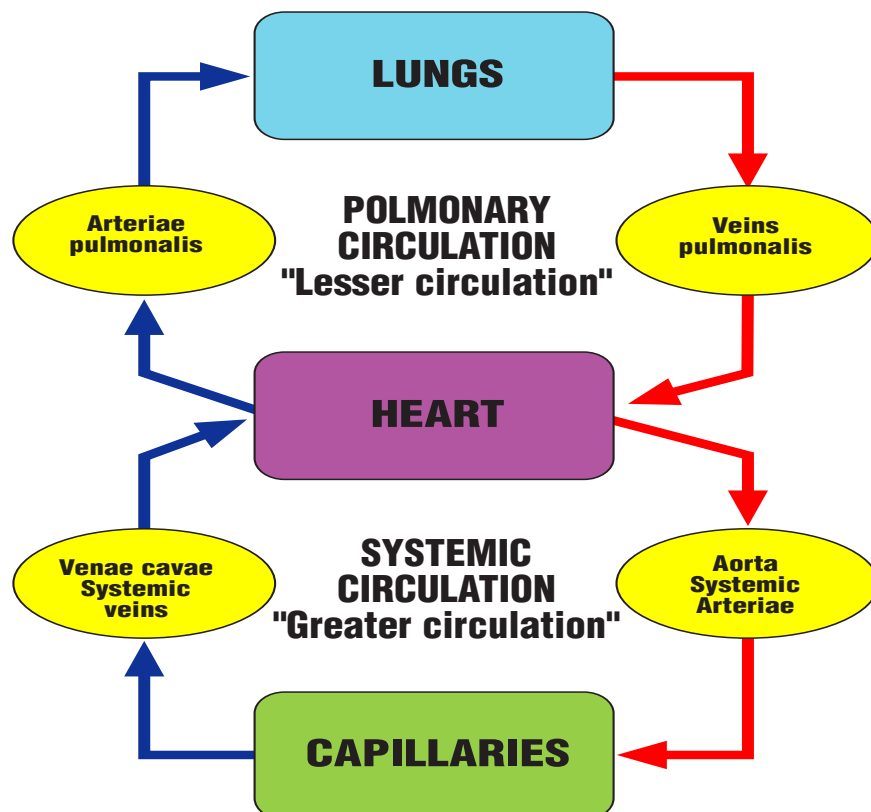 LUNGS
POLMONARY
CIRCULATION
"Lesser circulation"
Arteriae
pulmonalis
Veins
pulmonalis
HEART
SYSTEMIC
CIRCULATION
"Greater circulation"
Venae cavae
Systemic
veins
Aorta
Systemic
Arteriae
CAPILLARIES